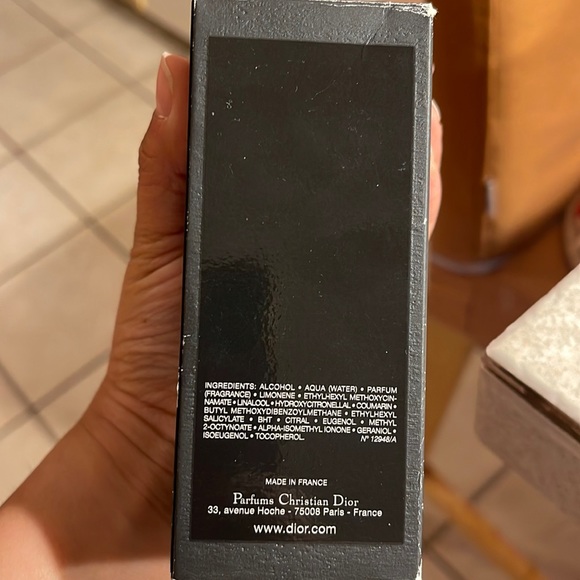 INGREDIENTS: ALCOHOL • AQUA (WATER) • PARFUM
(FRAGRANCE) • LIMONENE • ETHYLHEXYL METHOXYCIN-
NAMATE • LINALOOL • HYDROXYCITRONELLAL • COUMARIN •
BUTYL METHOXYDIBENZOYLMETHANE • ETHYLHEXYL
SALICYLATE • BHT • CITRAL • EUGENOL • METHYL
2-OCTYNOATE • ALPHA-ISOMETHYL IONONE • GERANIOL •
ISOEUGENOL • TOCOPHEROL. N° 12948/A
MADE IN FRANCE
Parfums Christian Dior
33, avenue Hoche - 75008 Paris - France
www.dior.com